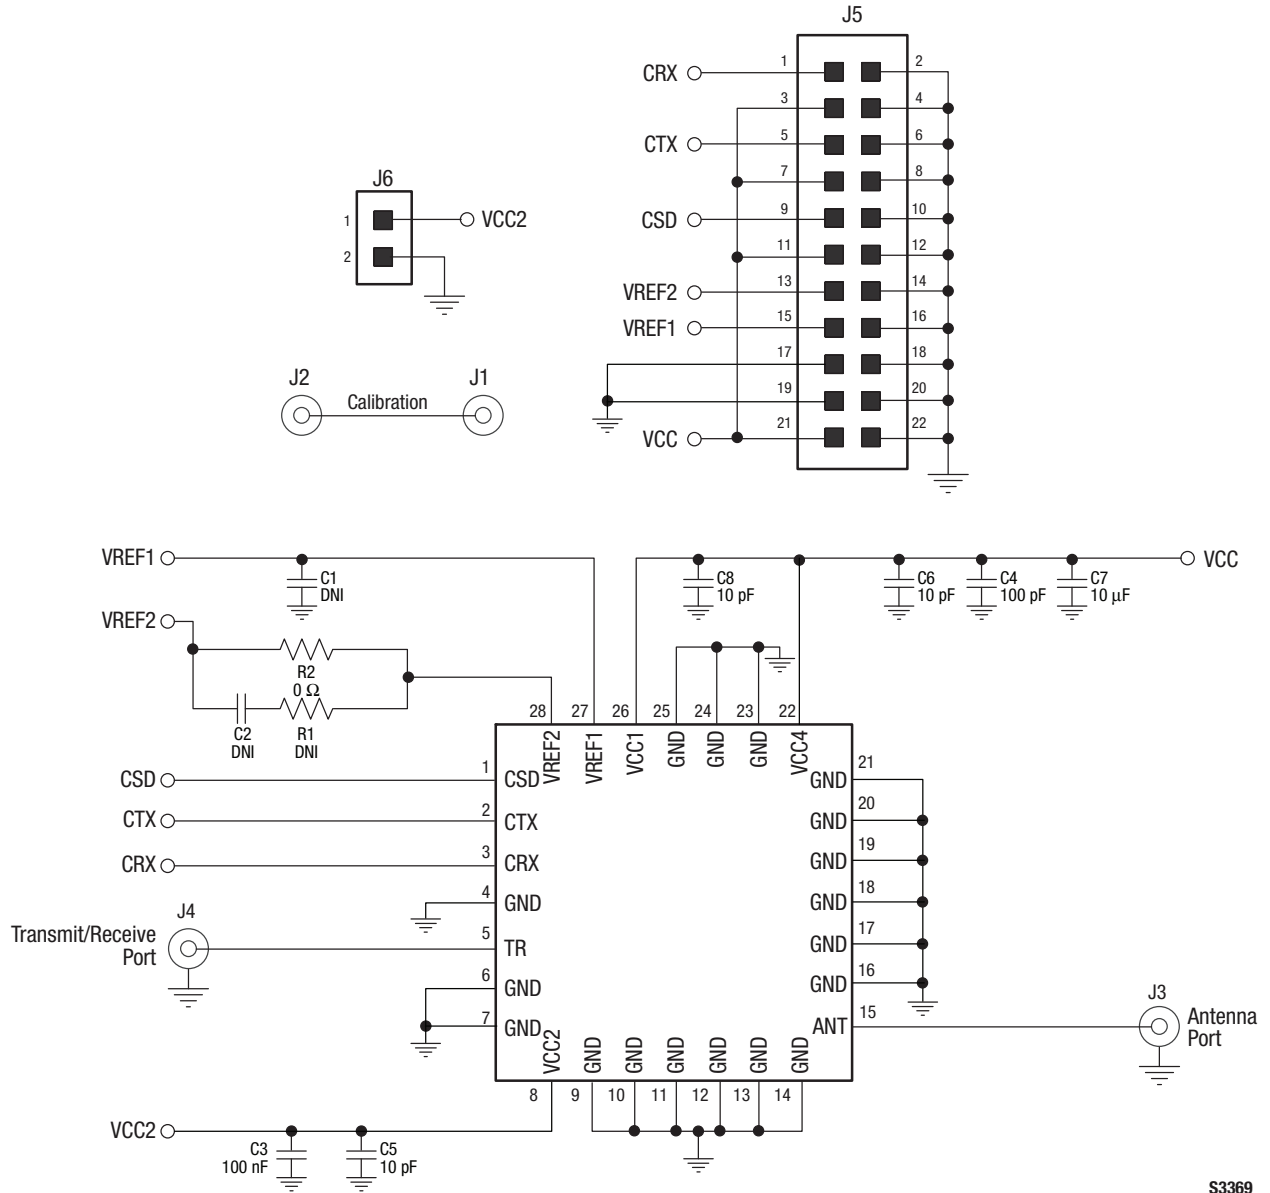 J5
CRX
1
2
3
4
CTX
5
6
7
8
J6
1
VCC2
2
CSD
9
10
11
12
VREF2
13
14
VREF1
15
16
17
18
19
20
VCC
21
22
J2
Calibration
J1
VREF1
C1
DNI
C8
10 pF
C6
10 pF
C4
100 pF
C7
10 µF
VCC
VREF2
R2
0 Ω
C2
DNI
R1
DNI
28
27
26
25
24
23
22
VREF2
VREF1
VCC1
GND
GND
GND
VCC4
CSD
1
CSD
CTX
2
CTX
CRX
3
CRX
4
GND
J4
Transmit/Receive
Port
5
TR
6
GND
7
GND
GND
21
GND
20
GND
19
GND
18
GND
17
GND
16
ANT
15
J3
Antenna
Port
VCC2
GND
GND
GND
GND
GND
GND
8
9
10
11
12
13
14
VCC2
C3
100 nF
C5
10 pF
S3369